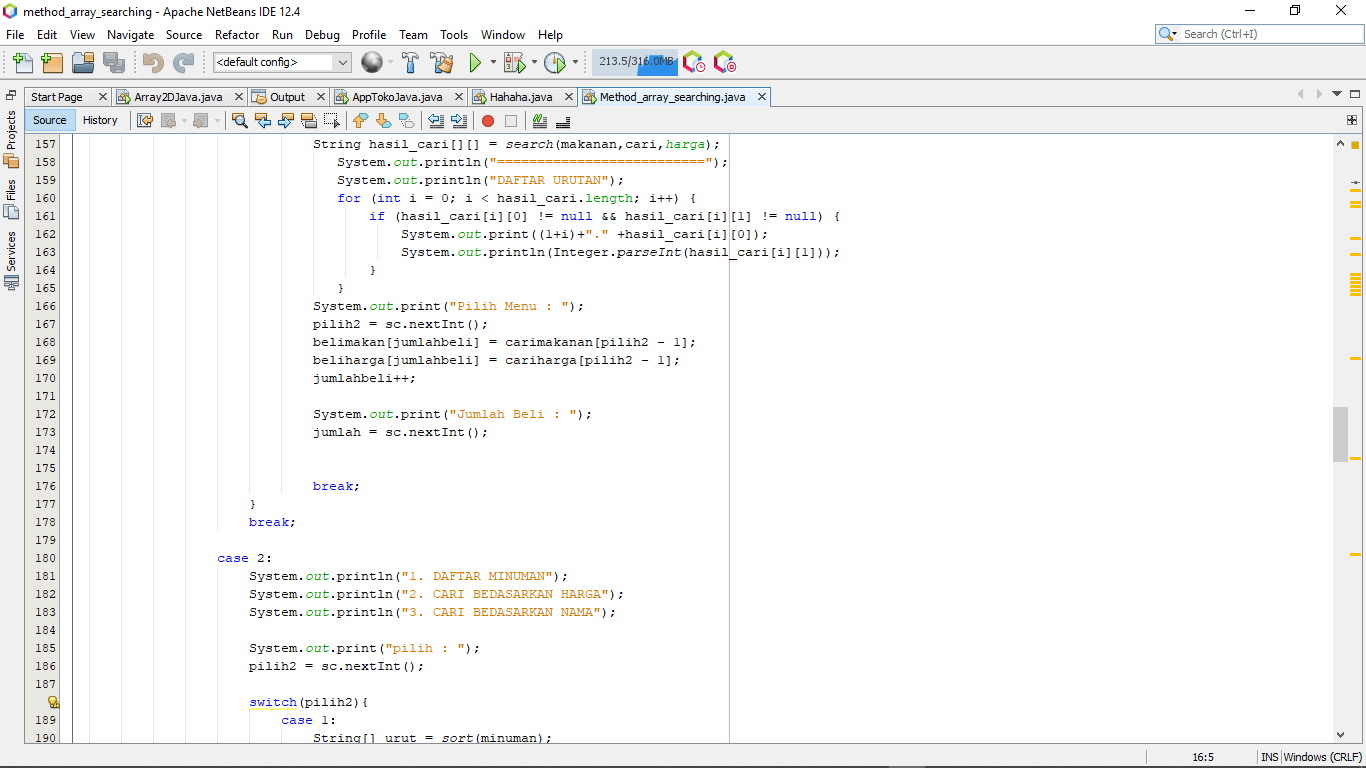 method_array_searching - Apache NetBeans IDE 12.4
File Edit View Navigate Source Refactor Run Debug Profile Team Tools Window Help
Search (Ctrl+I)
<default config>
213.5/316.0MB
Start Page
Array2DJava.java
Output
AppTokoJava.java
Hahaha.java
Method_array_searching.java
Projects
Files
Services
Source History
157 String hasil_cari[][] = search(makanan,cari,harga);
158 System.out.println("==========================");
159 System.out.println("DAFTAR URUTAN");
160 for (int i = 0; i < hasil_cari.length; i++) {
161 if (hasil_cari[i][0] != null && hasil_cari[i][1] != null) {
162 System.out.print((1+i)+"." +hasil_cari[i][0]);
163 System.out.println(Integer.parseInt(hasil_cari[i][1]));
164 }
165 }
166 System.out.print("Pilih Menu : ");
167 pilih2 = sc.nextInt();
168 belimakan[jumlahbeli] = carimakanan[pilih2 - 1];
169 beliharga[jumlahbeli] = cariharga[pilih2 - 1];
170 jumlahbeli++;
171
172 System.out.print("Jumlah Beli : ");
173 jumlah = sc.nextInt();
174
175
176 break;
177 }
178 break;
179
180 case 2:
181 System.out.println("1. DAFTAR MINUMAN");
182 System.out.println("2. CARI BEDASARKAN HARGA");
183 System.out.println("3. CARI BEDASARKAN NAMA");
184
185 System.out.print("pilih : ");
186 pilih2 = sc.nextInt();
187
switch(pilih2){
189 case 1:
190 String[] urut = sort(minuman);
16:5 INS Windows (CRLF)